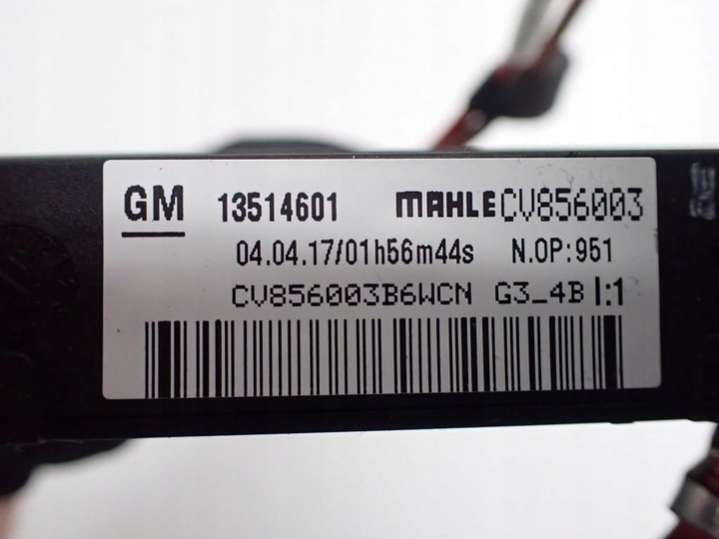 GM 13514601 MAHLE CV856003
04.04.17/01h56m44s N.OP:951
CV856003B6WCN G3_4B I:1